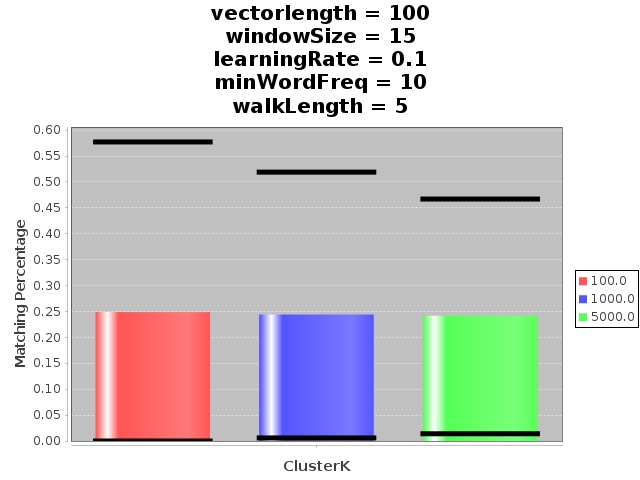 vectorlength = 100
windowSize = 15
learningRate = 0.1
minWordFreq = 10
walkLength = 5
0.60
0.55
0.50
0.45
0.40
0.35
0.30
0.25
0.20
0.15
0.10
0.05
0.00
Matching Percentage
ClusterK
100.0
1000.0
5000.0